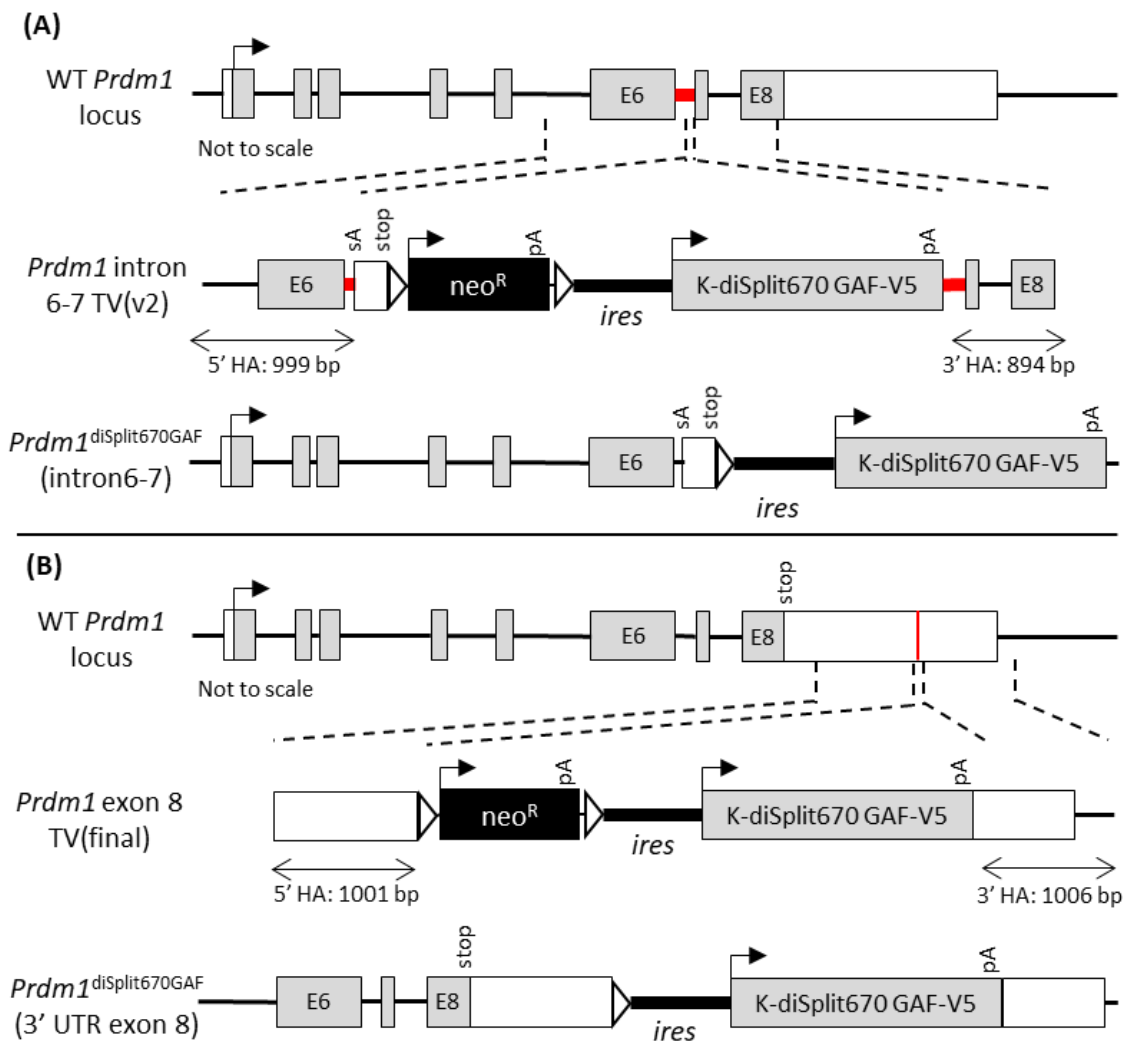 (A)
WT Prdm1
locus
E6
E8
Not to scale
sA
stop
pA
pA
Prdm1 intron
6-7 TV(v2)
E6
neoᴿ
K-diSplit670 GAF-V5
E8
ires
5’ HA: 999 bp
3’ HA: 894 bp
sA
stop
pA
Prdm1diSplit670GAF
(intron6-7)
E6
K-diSplit670 GAF-V5
ires
(B)
stop
WT Prdm1
locus
E6
E8
Not to scale
pA
pA
Prdm1 exon 8
TV(final)
neoᴿ
K-diSplit670 GAF-V5
ires
5’ HA: 1001 bp
3’ HA: 1006 bp
stop
pA
Prdm1diSplit670GAF
(3’ UTR exon 8)
E6
E8
K-diSplit670 GAF-V5
ires